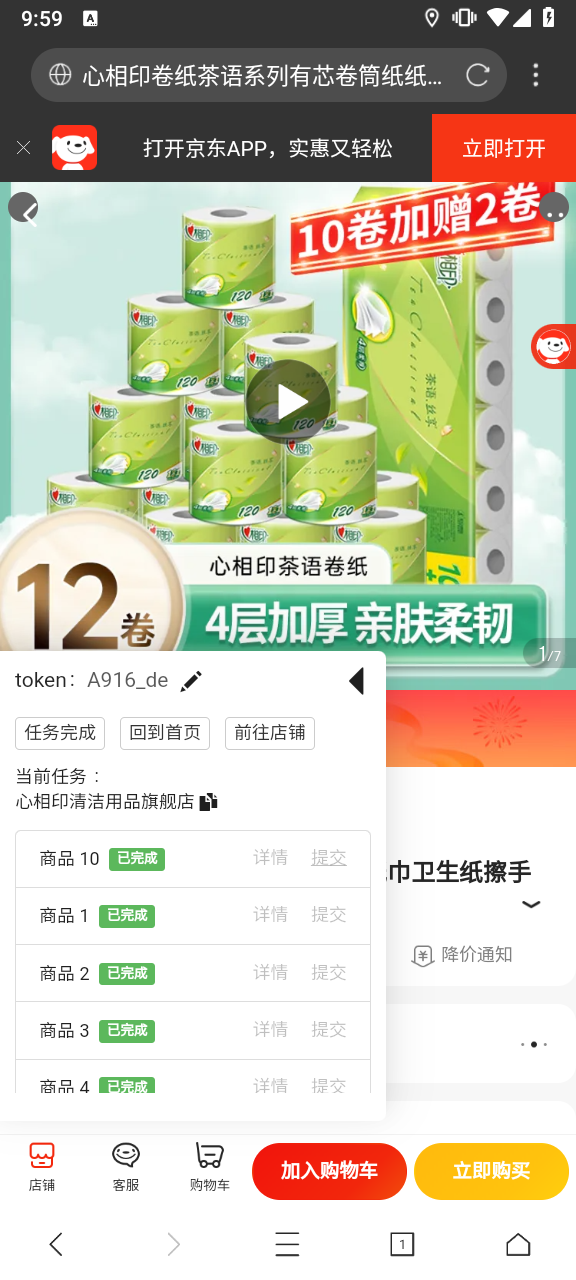 9:59
A
心相印卷纸茶语系列有芯卷筒纸纸...
打开京东APP，实惠又轻松
立即打开
10卷加赠2卷
心相印
茶语·丝享
Tea Classical
120
心相印茶语卷纸
12卷
4层加厚 亲肤柔韧
1/7
token： A916_de
任务完成
回到首页
前往店铺
当前任务：
心相印清洁用品旗舰店
商品 10 已完成 详情 提交
商品 1 已完成 详情 提交
商品 2 已完成 详情 提交
商品 3 已完成 详情 提交
商品 4 已完成 详情 提交
巾卫生纸擦手
降价通知
店铺
客服
购物车
加入购物车
立即购买
1